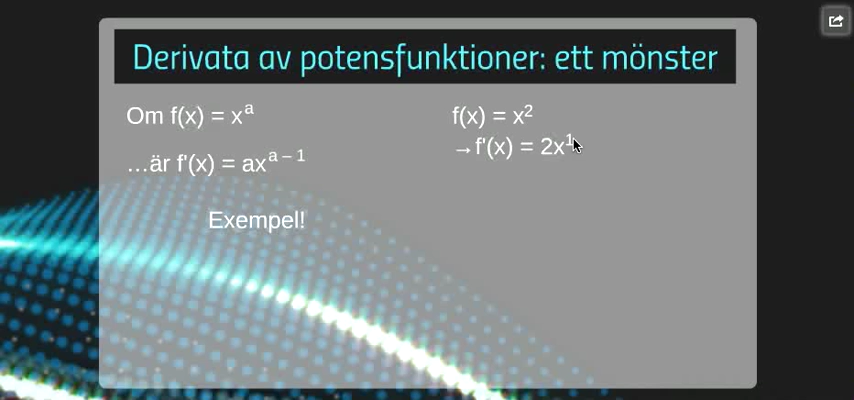 Derivata av potensfunktioner: ett mönster
Om f(x) = xᵃ
…är f'(x) = axᵃ ⁻ ¹
Exempel!
f(x) = x²
→f'(x) = 2x¹